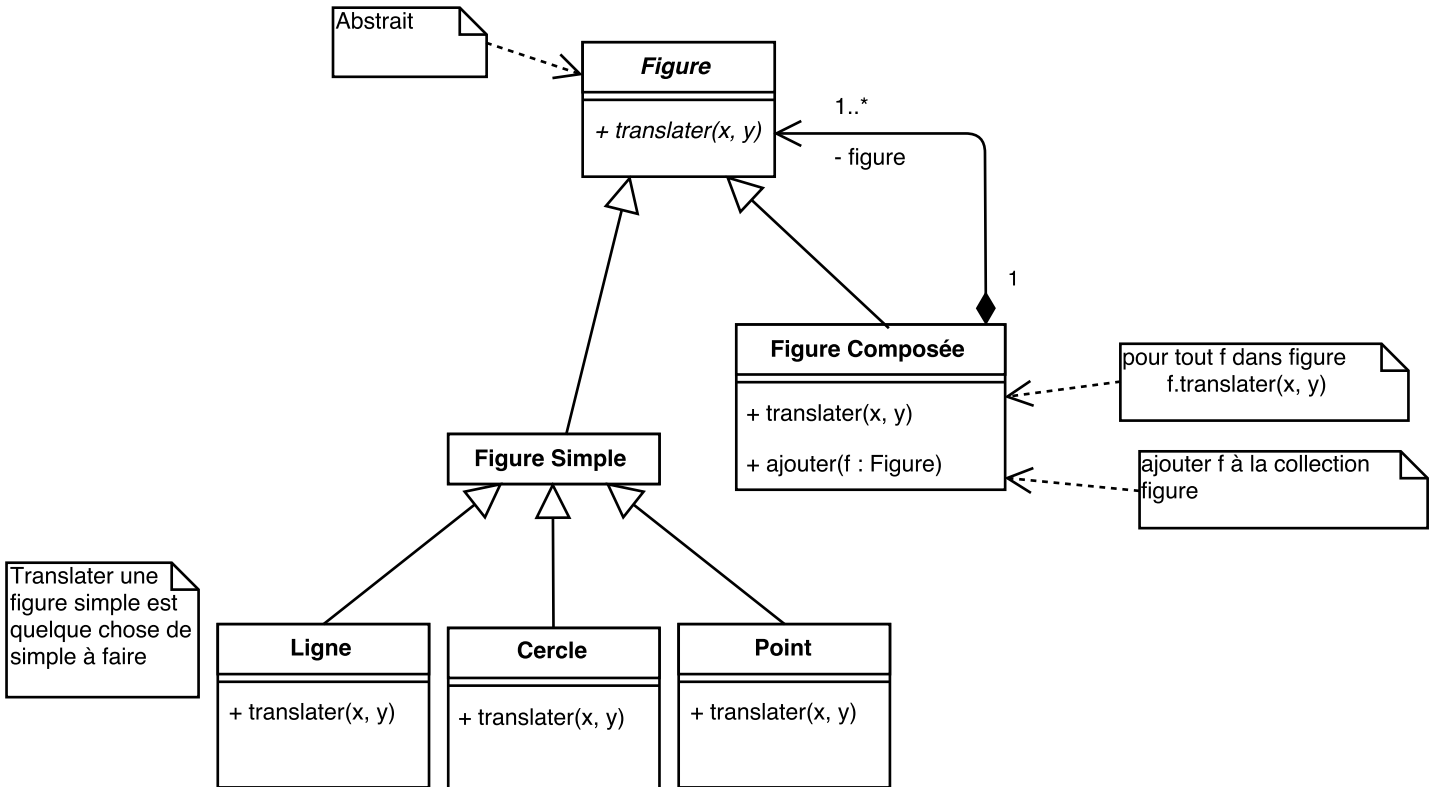 Abstrait
Figure
+ translater(x, y)
1..*
- figure
1
Figure Composée
+ translater(x, y)
+ ajouter(f : Figure)
pour tout f dans figure
f.translater(x, y)
ajouter f à la collection
figure
Figure Simple
Translater une
figure simple est
quelque chose de
simple à faire
Ligne
+ translater(x, y)
Cercle
+ translater(x, y)
Point
+ translater(x, y)